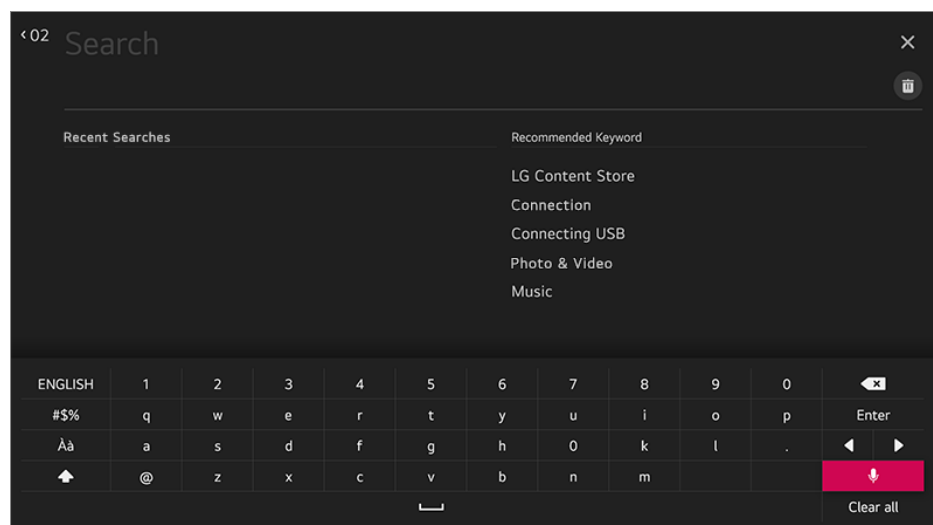 02
Search
Recent Searches
Recommended Keyword
LG Content Store
Connection
Connecting USB
Photo & Video
Music
ENGLISH 1 2 3 4 5 6 7 8 9 0
#$% q w e r t y u i o p Enter
Àà a s d f g h 0 k l .
@ z x c v b n m
Clear all